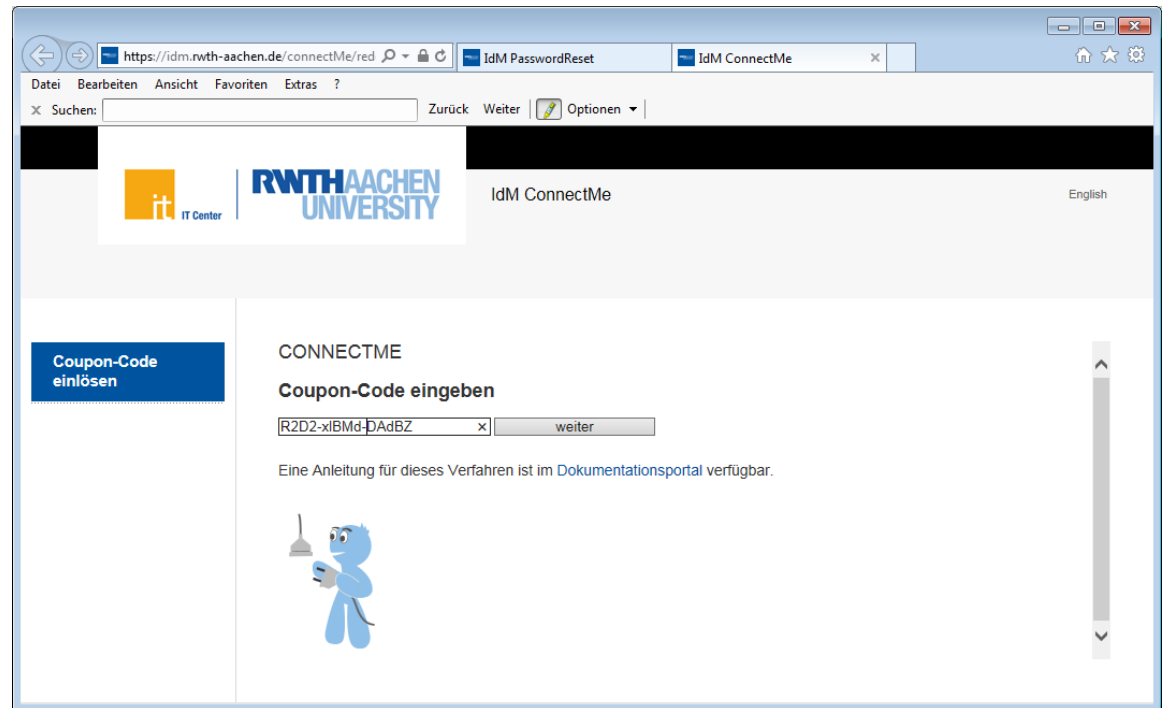 https://idm.rwth-aachen.de/connectMe/red
IdM PasswordReset
IdM ConnectMe
Datei Bearbeiten Ansicht Favoriten Extras ?
x Suchen: Zurück Weiter Optionen
it IT Center
RWTHAACHEN
UNIVERSITY
IdM ConnectMe
English
Coupon-Code
einlösen
CONNECTME
Coupon-Code eingeben
R2D2-xlBMd-DAdBZ x weiter
Eine Anleitung für dieses Verfahren ist im Dokumentationsportal verfügbar.